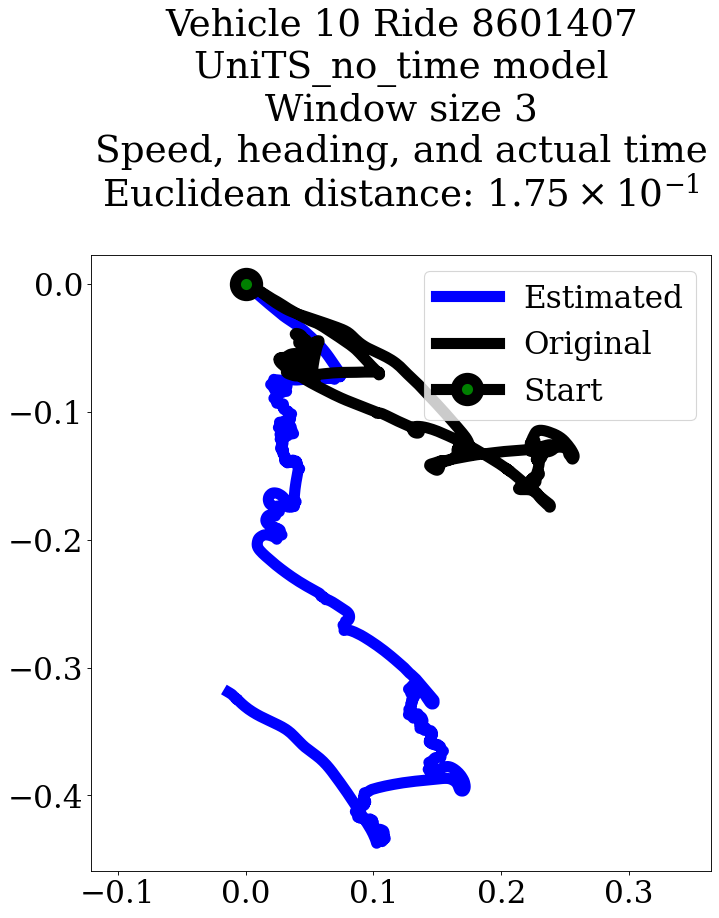 Vehicle 10 Ride 8601407
UniTS_no_time model
Window size 3
Speed, heading, and actual time
Euclidean distance: 1.75 × 10⁻¹
Estimated
Original
Start
0.0
−0.1
−0.2
−0.3
−0.4
−0.1 0.0 0.1 0.2 0.3